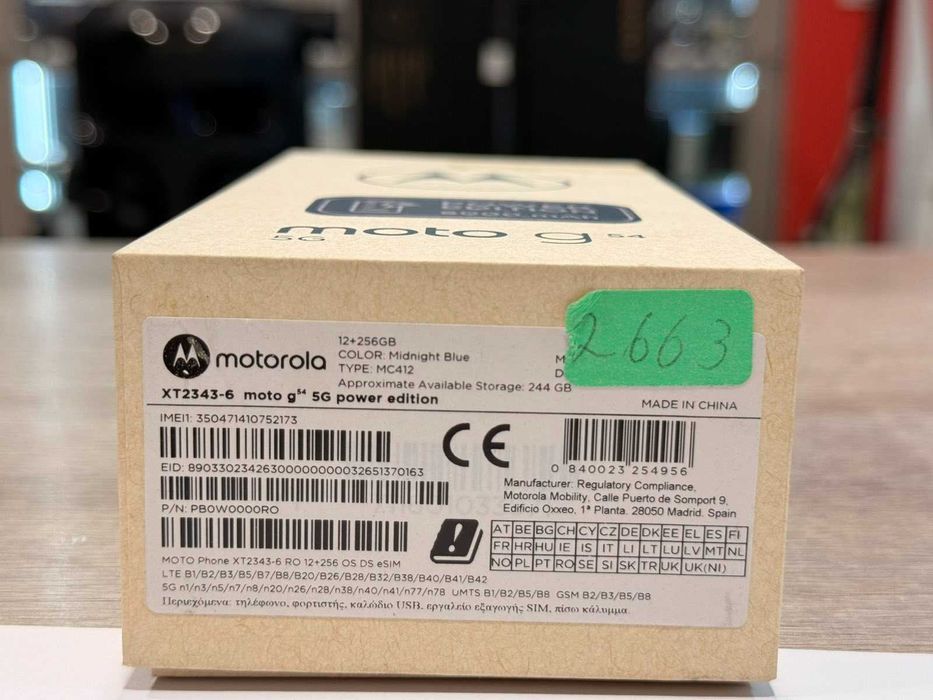 POWER
EDITION
5000 mAh
moto g 54
5G
2663
motorola
12+256GB
COLOR: Midnight Blue
TYPE: MC412
Approximate Available Storage: 244 GB
M
D
XT2343-6 moto g⁵⁴ 5G power edition
MADE IN CHINA
IMEI1: 350471410752173
EID: 89033023426300000000032651370163
P/N: PB0W0000RO
CE
0 840023 254956
Manufacturer: Regulatory Compliance,
Motorola Mobility, Calle Puerto de Somport 9,
Edificio Oxxeo, 1ª Planta. 28050 Madrid. Spain
AT BE BG CH CY CZ DE DK EE EL ES FI
FR HR HU IE IS IT LI LT LU LV MT NL
NO PL PT RO SE SI SK TR UK UK(NI)
MOTO Phone XT2343-6 RO 12+256 OS DS eSIM
LTE B1/B2/B3/B5/B7/B8/B20/B26/B28/B32/B38/B40/B41/B42
5G n1/n3/n5/n7/n8/n20/n26/n28/n38/n40/n41/n77/n78 UMTS B1/B2/B5/B8 GSM B2/B3/B5/B8
Περιεχόμενα: τηλέφωνο, φορτιστής, καλώδιο USB, εργαλείο εξαγωγής SIM, πίσω κάλυμμα